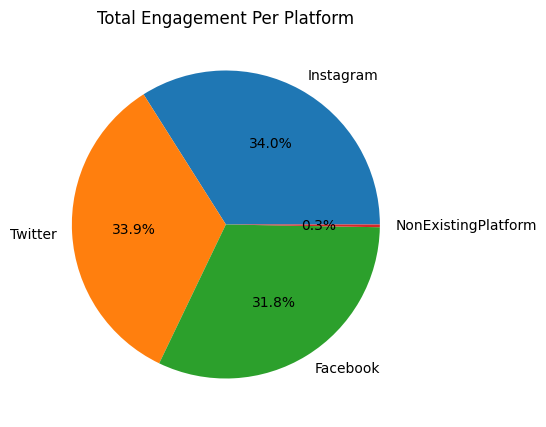 Total Engagement Per Platform
Instagram
34.0%
0.3%
NonExistingPlatform
Twitter
33.9%
31.8%
Facebook